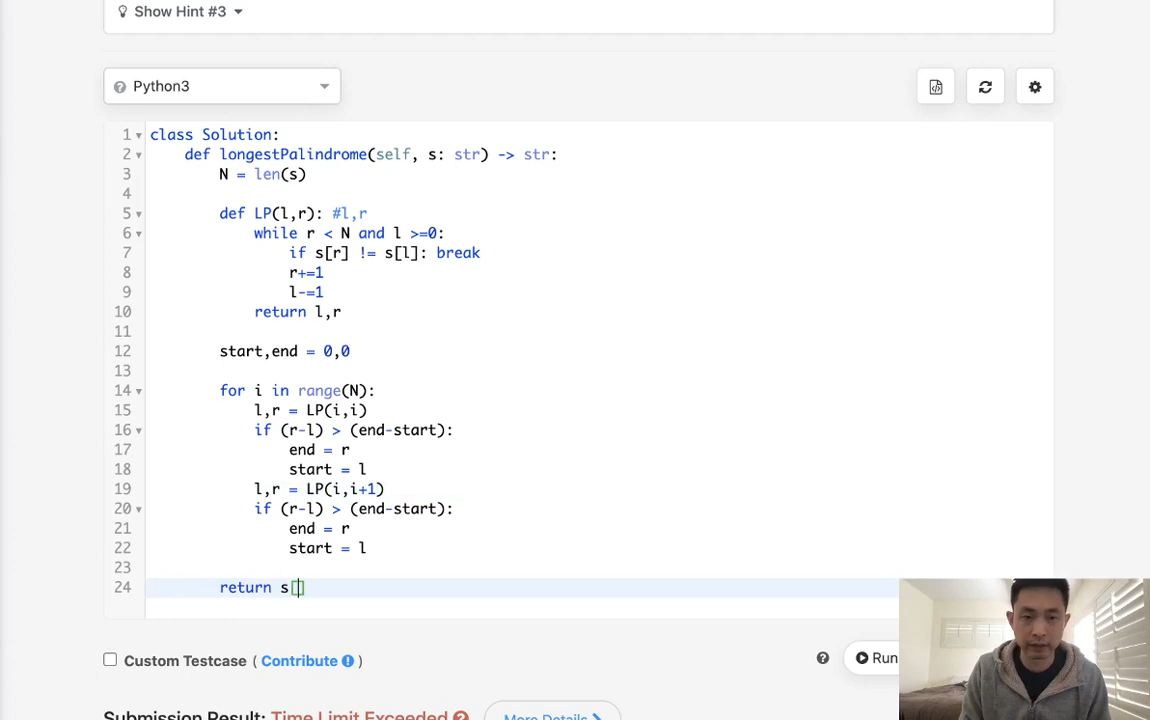 Show Hint #3
Python3
1 class Solution:
2 def longestPalindrome(self, s: str) -> str:
3 N = len(s)
4
5 def LP(l,r): #l,r
6 while r < N and l >=0:
7 if s[r] != s[l]: break
8 r+=1
9 l-=1
10 return l,r
11
12 start,end = 0,0
13
14 for i in range(N):
15 l,r = LP(i,i)
16 if (r-l) > (end-start):
17 end = r
18 start = l
19 l,r = LP(i,i+1)
20 if (r-l) > (end-start):
21 end = r
22 start = l
23
24 return s[]
Custom Testcase ( Contribute )
Run
Submission Result: Time Limit Exceeded
More Details